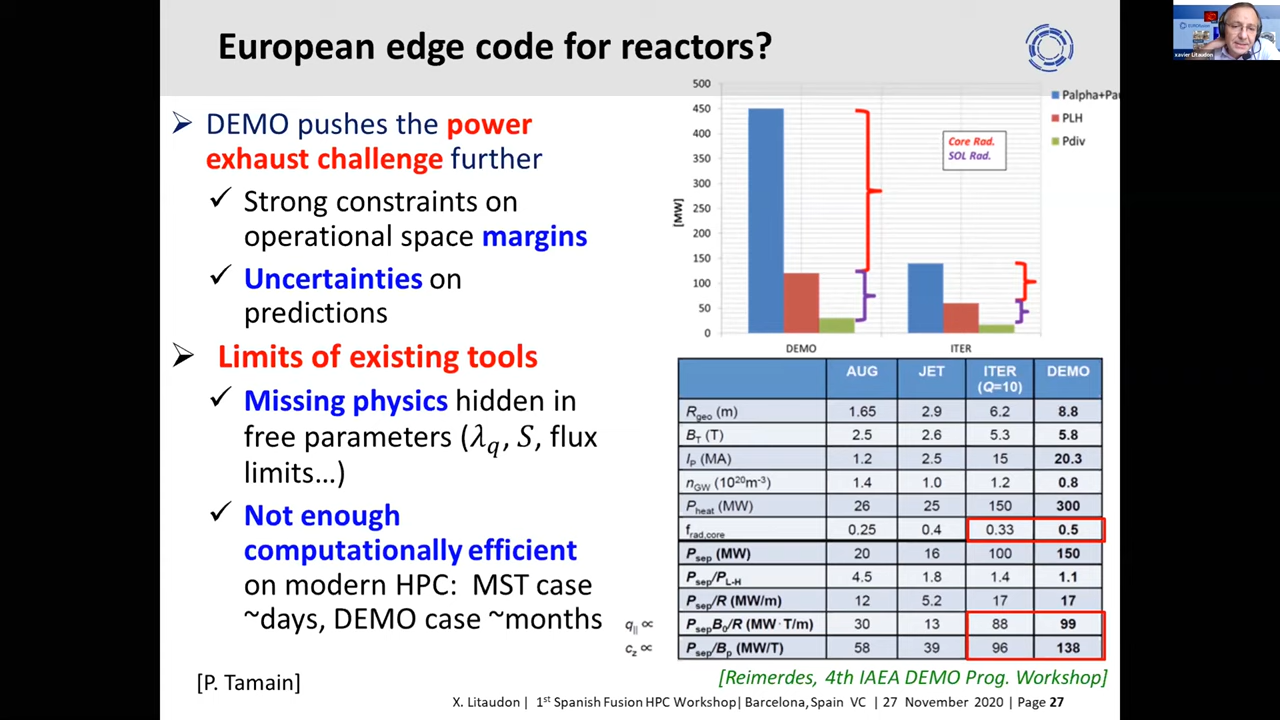 European edge code for reactors?
xavier Litaudon
➢ DEMO pushes the power
exhaust challenge further
✓ Strong constraints on
operational space margins
✓ Uncertainties on
predictions
➢ Limits of existing tools
✓ Missing physics hidden in
free parameters (λq, S, flux
limits…)
✓ Not enough
computationally efficient
on modern HPC: MST case
~days, DEMO case ~months
[P. Tamain]
500
450
400
350
300
250
200
150
100
50
0
[MW]
DEMO
ITER
Core Rad.
SOL Rad.
Palpha+Pau
PLH
Pdiv
AUG JET ITER (Q=10) DEMO
Rgeo (m) 1.65 2.9 6.2 8.8
BT (T) 2.5 2.6 5.3 5.8
IP (MA) 1.2 2.5 15 20.3
nGW (10²⁰m⁻³) 1.4 1.0 1.2 0.8
Pheat (MW) 26 25 150 300
frad,core 0.25 0.4 0.33 0.5
Psep (MW) 20 16 100 150
Psep/PL-H 4.5 1.8 1.4 1.1
Psep/R (MW/m) 12 5.2 17 17
q|| ∝ PsepB0/R (MW·T/m) 30 13 88 99
cz ∝ Psep/Bp (MW/T) 58 39 96 138
[Reimerdes, 4th IAEA DEMO Prog. Workshop]
X. Litaudon | 1st Spanish Fusion HPC Workshop| Barcelona, Spain VC | 27 November 2020 | Page 27